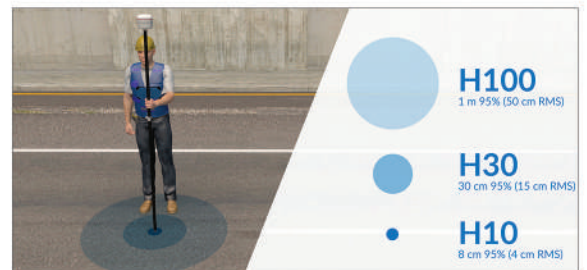 H100
1 m 95% (50 cm RMS)
H30
30 cm 95% (15 cm RMS)
H10
8 cm 95% (4 cm RMS)